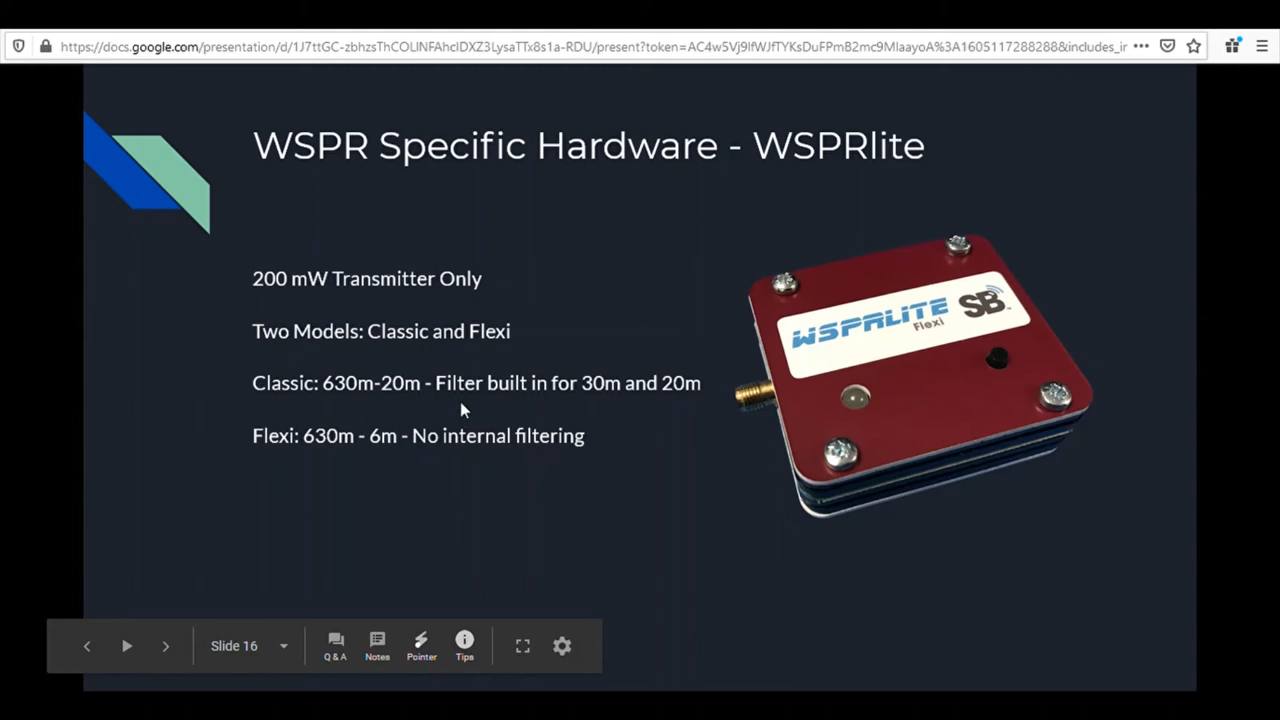 https://docs.google.com/presentation/d/1J7ttGC-zbhzsThCOLlNFAhcIDXZ3LysaTTx8s1a-RDU/present?token=AC4w5Vj9lfWJfTYKsDuFPmB2mc9MIaayoA%3A1605117288288&includes_ir
WSPR Specific Hardware - WSPRlite
200 mW Transmitter Only
Two Models: Classic and Flexi
Classic: 630m-20m - Filter built in for 30m and 20m
Flexi: 630m - 6m - No internal filtering
WSPRLITE SB
Flexi
Slide 16
Q & A Notes Pointer Tips